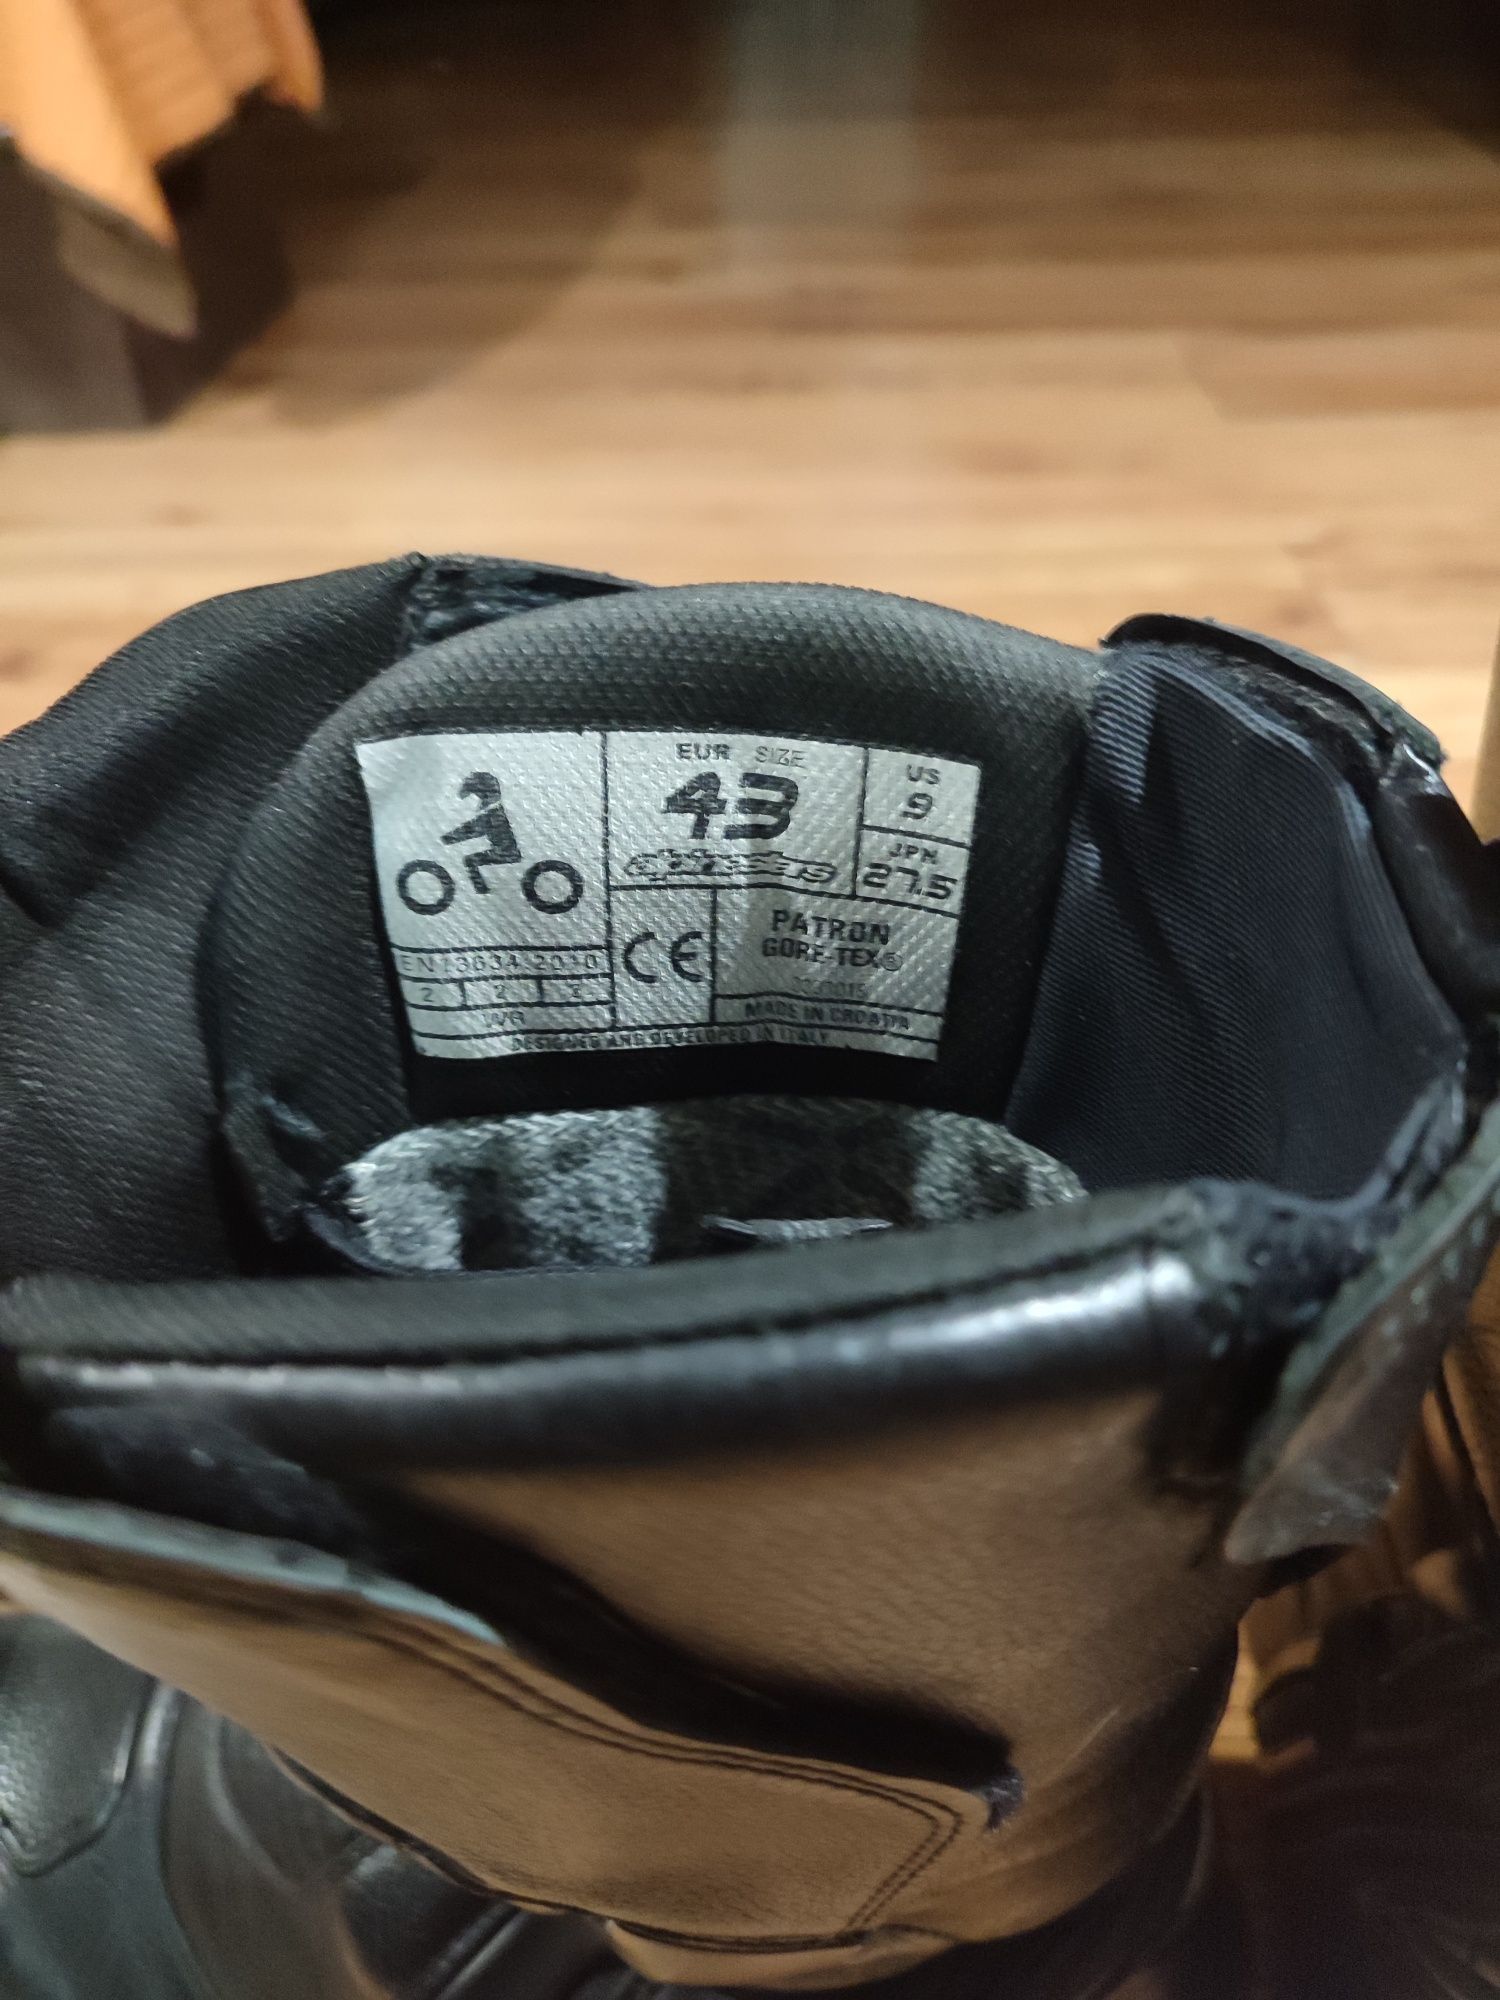 EUR SIZE
43
alpinestars
US
9
JPN
27.5
EN13634:2010
2 2 2
WR
CE
PATRON
GORE-TEX®
MADE IN CROATIA
DESIGNED AND DEVELOPED IN ITALY